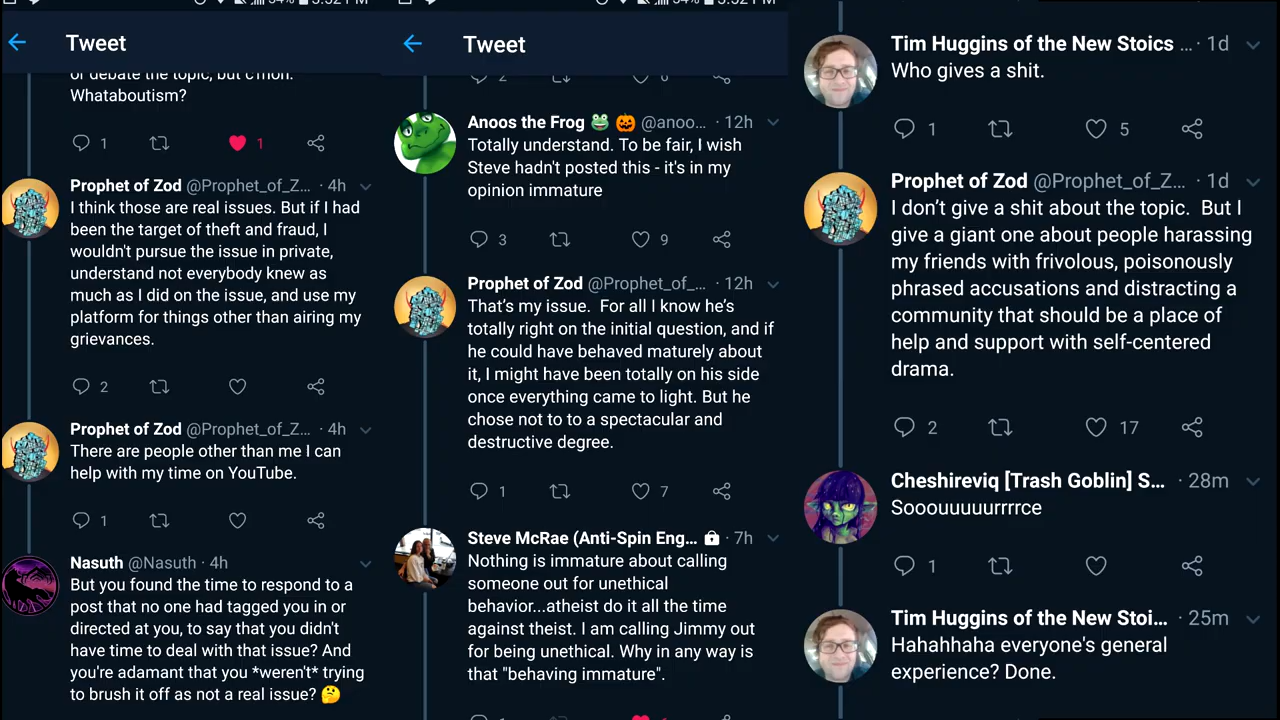 Tweet
or debate the topic, but c'mon.
Whataboutism?
1
1
Prophet of Zod @Prophet_of_Z... · 4h
I think those are real issues. But if I had
been the target of theft and fraud, I
wouldn't pursue the issue in private,
understand not everybody knew as
much as I did on the issue, and use my
platform for things other than airing my
grievances.
2
Prophet of Zod @Prophet_of_Z... · 4h
There are people other than me I can
help with my time on YouTube.
1
Nasuth @Nasuth · 4h
But you found the time to respond to a
post that no one had tagged you in or
directed at you, to say that you didn't
have time to deal with that issue? And
you're adamant that you *weren't* trying
to brush it off as not a real issue? 🤔
Tweet
2
6
Anoos the Frog 🐸 🎃 @anoo... · 12h
Totally understand. To be fair, I wish
Steve hadn't posted this - it's in my
opinion immature
3
9
Prophet of Zod @Prophet_of_... · 12h
That's my issue.  For all I know he's
totally right on the initial question, and if
he could have behaved maturely about
it, I might have been totally on his side
once everything came to light. But he
chose not to to a spectacular and
destructive degree.
1
7
Steve McRae (Anti-Spin Eng... 🔒 · 7h
Nothing is immature about calling
someone out for unethical
behavior...atheist do it all the time
against theist. I am calling Jimmy out
for being unethical. Why in any way is
that "behaving immature".
Tim Huggins of the New Stoics ... · 1d
Who gives a shit.
1
5
Prophet of Zod @Prophet_of_Z... · 1d
I don't give a shit about the topic.  But I
give a giant one about people harassing
my friends with frivolous, poisonously
phrased accusations and distracting a
community that should be a place of
help and support with self-centered
drama.
2
17
Cheshireviq [Trash Goblin] S... · 28m
Sooouuuuurrrrce
1
Tim Huggins of the New Stoi... · 25m
Hahahhaha everyone's general
experience? Done.